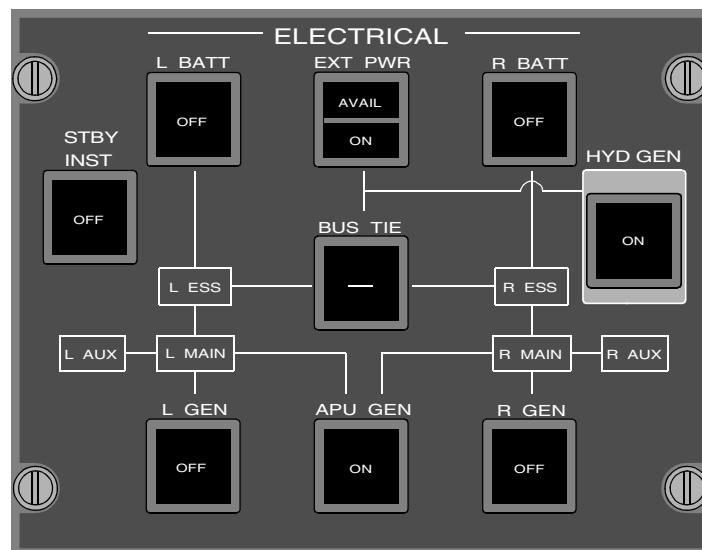 ELECTRICAL
L BATT
EXT PWR
R BATT
OFF
AVAIL
ON
OFF
STBY
INST
OFF
HYD GEN
ON
BUS TIE
L ESS
R ESS
L AUX
L MAIN
R MAIN
R AUX
L GEN
APU GEN
R GEN
OFF
ON
OFF